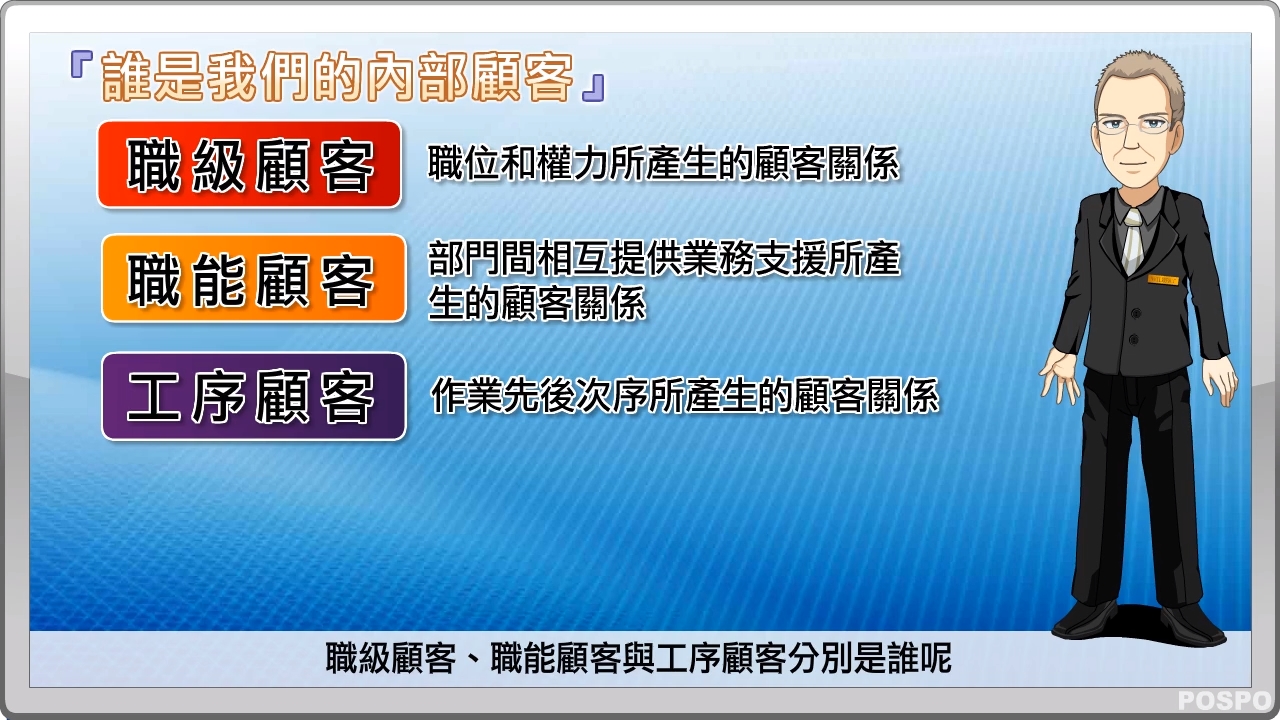 『誰是我們的內部顧客』
職級顧客
職位和權力所產生的顧客關係
職能顧客
部門間相互提供業務支援所產
生的顧客關係
工序顧客
作業先後次序所產生的顧客關係
職級顧客、職能顧客與工序顧客分別是誰呢
POSPO